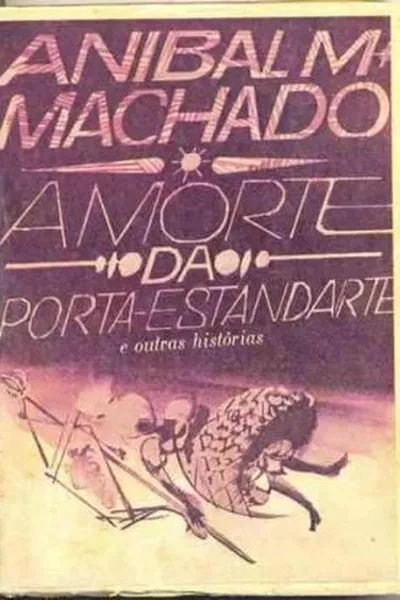 ANIBAL M.
MACHADO
A MORTE
DA
PORTA-ESTANDARTE
e outras histórias